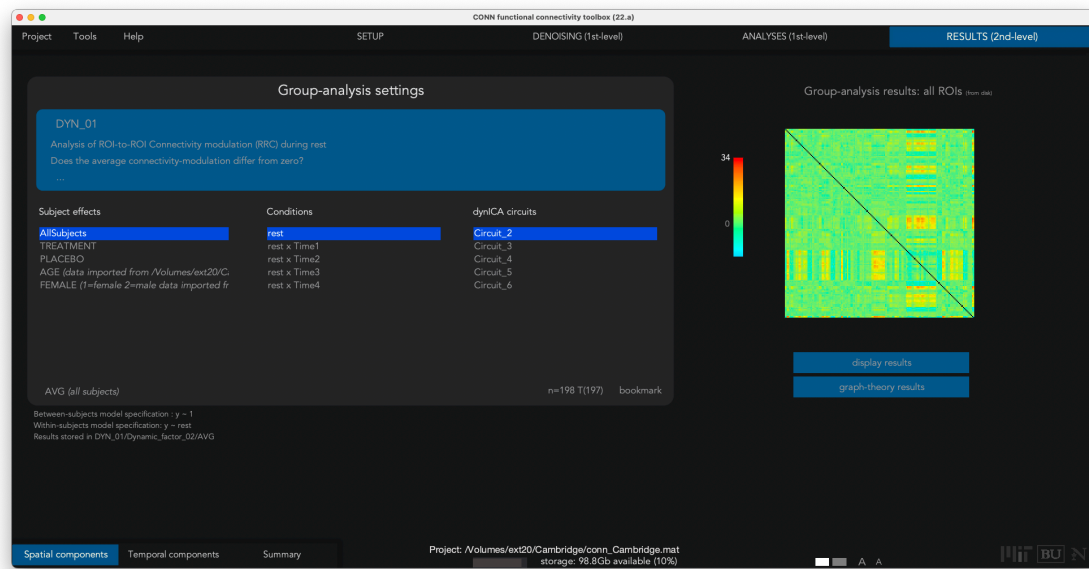 CONN functional connectivity toolbox (22.a)
Project Tools Help SETUP DENOISING (1st-level) ANALYSES (1st-level) RESULTS (2nd-level)
Group-analysis settings
Group-analysis results: all ROIs (from disk)
DYN_01
Analysis of ROI-to-ROI Connectivity modulation (RRC) during rest
Does the average connectivity-modulation differ from zero?
...
34
0
Subject effects Conditions dynICA circuits
AllSubjects rest Circuit_2
TREATMENT rest x Time1 Circuit_3
PLACEBO rest x Time2 Circuit_4
AGE (data imported from /Volumes/ext20/Ca rest x Time3 Circuit_5
FEMALE (1=female 2=male data imported fr rest x Time4 Circuit_6
display results
graph-theory results
AVG (all subjects) n=198 T(197) bookmark
Between-subjects model specification : y ~ 1
Within-subjects model specification: y ~ rest
Results stored in DYN_01/Dynamic_factor_02/AVG
Spatial components Temporal components Summary
Project: /Volumes/ext20/Cambridge/conn_Cambridge.mat
storage: 98.8Gb available (10%)
A A
MIT BU N